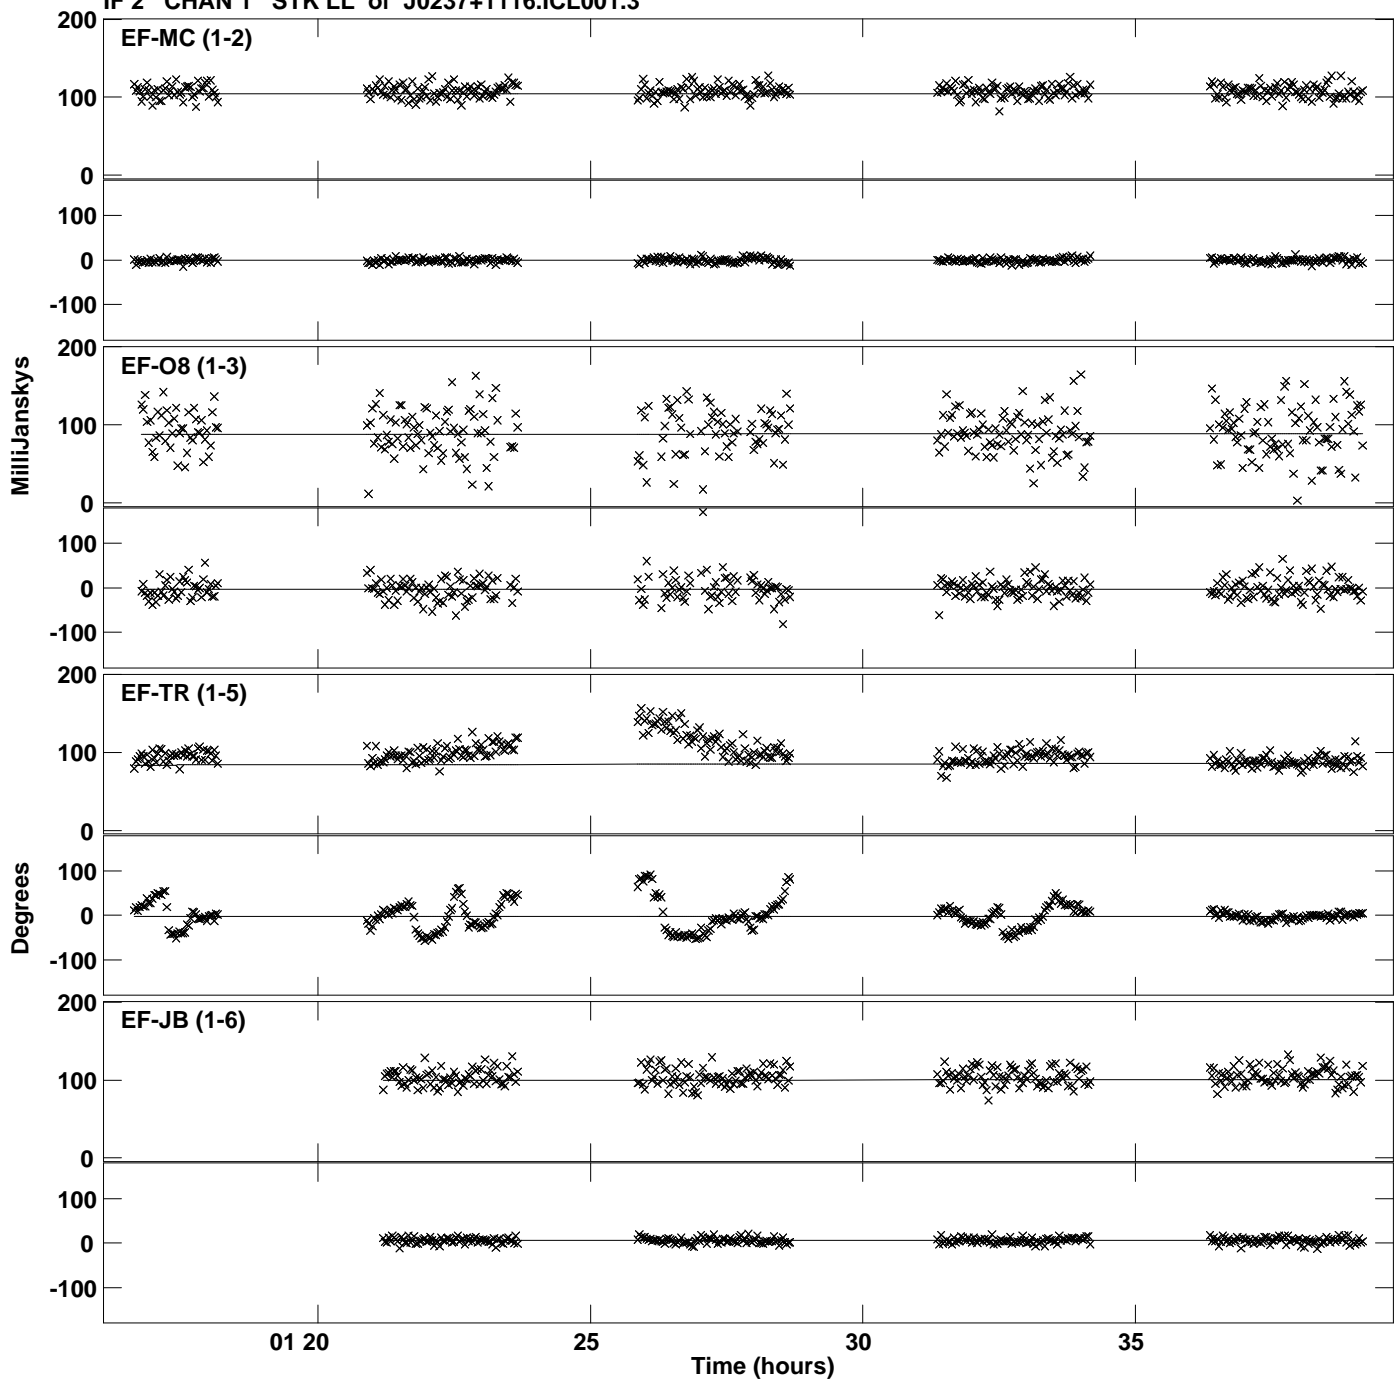 IF 2 CHAN 1 STK LL of J0237+1116.ICL001.3
200
EF-MC (1-2)
100
0
100
0
-100
200
EF-O8 (1-3)
100
0
100
0
-100
200
EF-TR (1-5)
100
0
100
0
-100
200
EF-JB (1-6)
100
0
100
0
-100
MilliJanskys
Degrees
01 20 25 30 35
Time (hours)